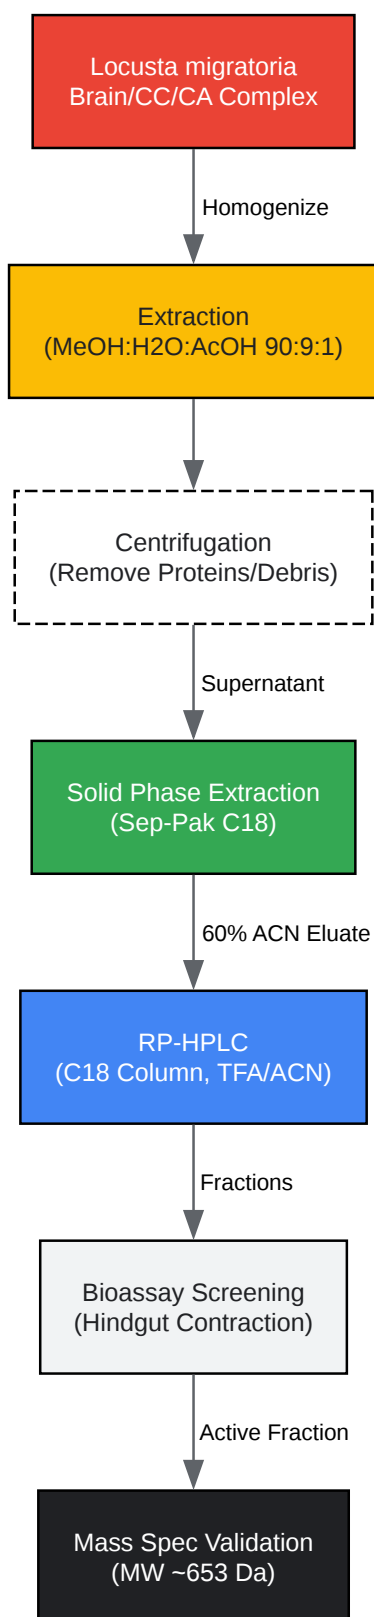 Locusta migratoria
Brain/CC/CA Complex
Homogenize
Extraction
(MeOH:H2O:AcOH 90:9:1)
Centrifugation
(Remove Proteins/Debris)
Supernatant
Solid Phase Extraction
(Sep-Pak C18)
60% ACN Eluate
RP-HPLC
(C18 Column, TFA/ACN)
Fractions
Bioassay Screening
(Hindgut Contraction)
Active Fraction
Mass Spec Validation
(MW ~653 Da)